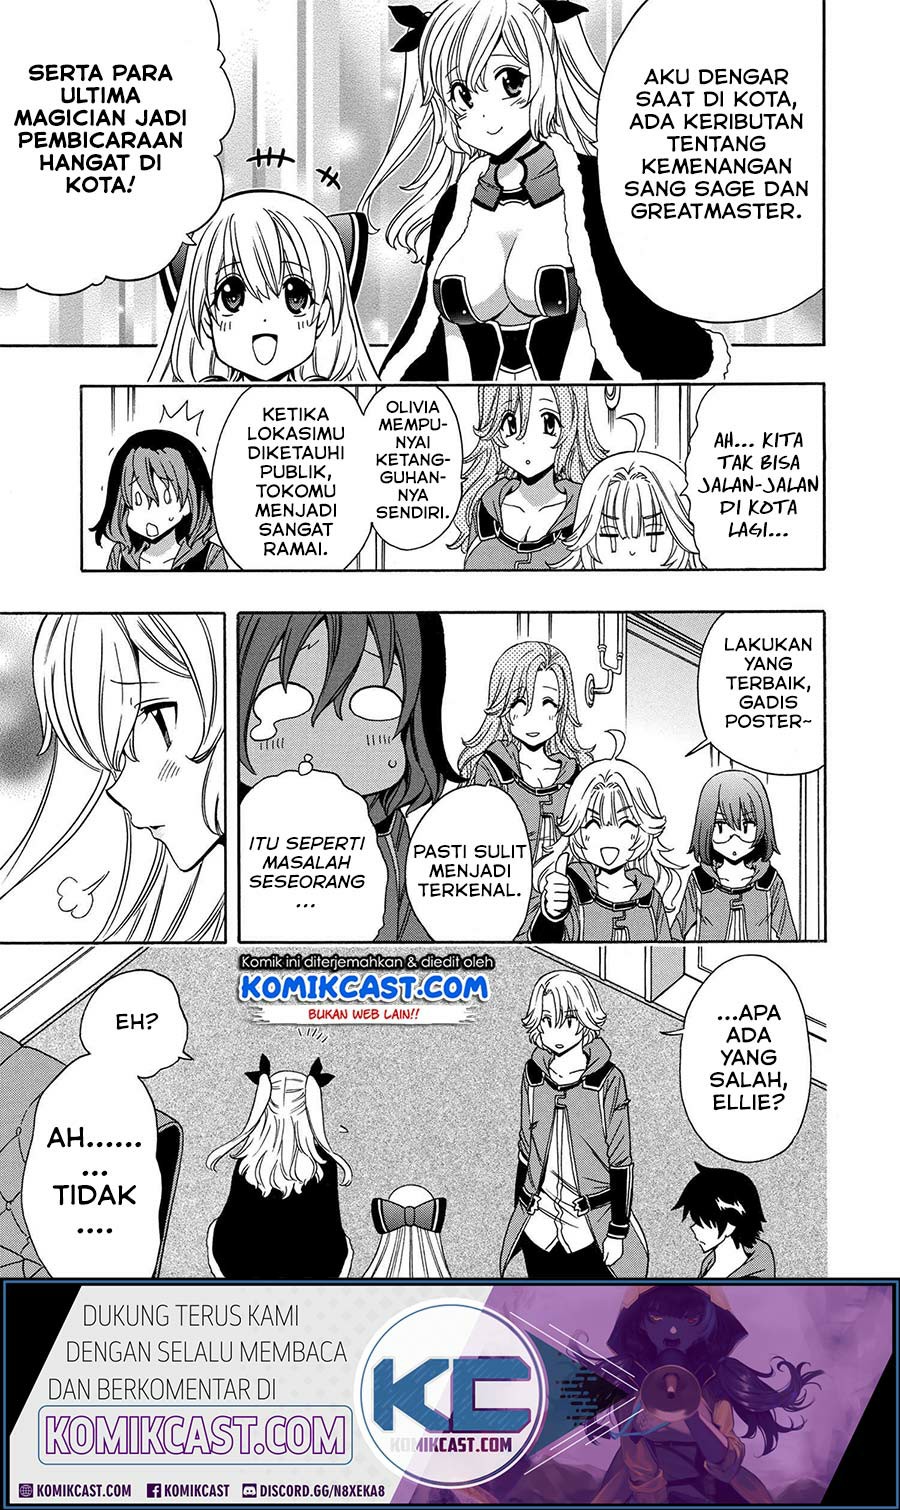 AKU DENGAR
SAAT DI KOTA,
ADA KERIBUTAN
TENTANG
KEMENANGAN
SANG SAGE DAN
GREATMASTER.
SERTA PARA
ULTIMA
MAGICIAN JADI
PEMBICARAAN
HANGAT DI
KOTA!
AH... KITA
TAK BISA
JALAN-JALAN
DI KOTA
LAGI...
OLIVIA
MEMPU-
NYAI
KETANG-
GUHAN-
NYA
SENDIRI.
KETIKA
LOKASIMU
DIKETAUHI
PUBLIK,
TOKOMU
MENJADI
SANGAT
RAMAI.
LAKUKAN
YANG
TERBAIK,
GADIS
POSTER~
PASTI SULIT
MENJADI
TERKENAL.
ITU SEPERTI
MASALAH
SESEORANG
...
Komik ini diterjemahkan & diedit oleh
KOMIKCAST.COM
BUKAN WEB LAIN!!
...APA
ADA
YANG
SALAH,
ELLIE?
EH?
AH......
...
TIDAK
....
DUKUNG TERUS KAMI
DENGAN SELALU MEMBACA
DAN BERKOMENTAR DI
KOMIKCAST.COM
KC
KOMIKCAST.COM
KOMIKCAST.COM KOMIKCAST DISCORD.GG/N8XEKA8